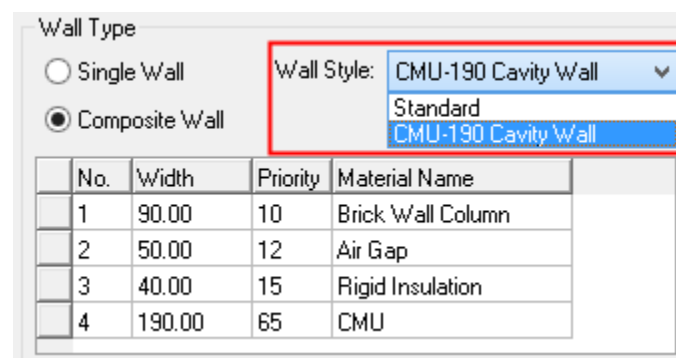 Wall Type
Single Wall
Wall Style: CMU-190 Cavity Wall
Composite Wall
Standard
CMU-190 Cavity Wall
No. Width Priority Material Name
1 90.00 10 Brick Wall Column
2 50.00 12 Air Gap
3 40.00 15 Rigid Insulation
4 190.00 65 CMU